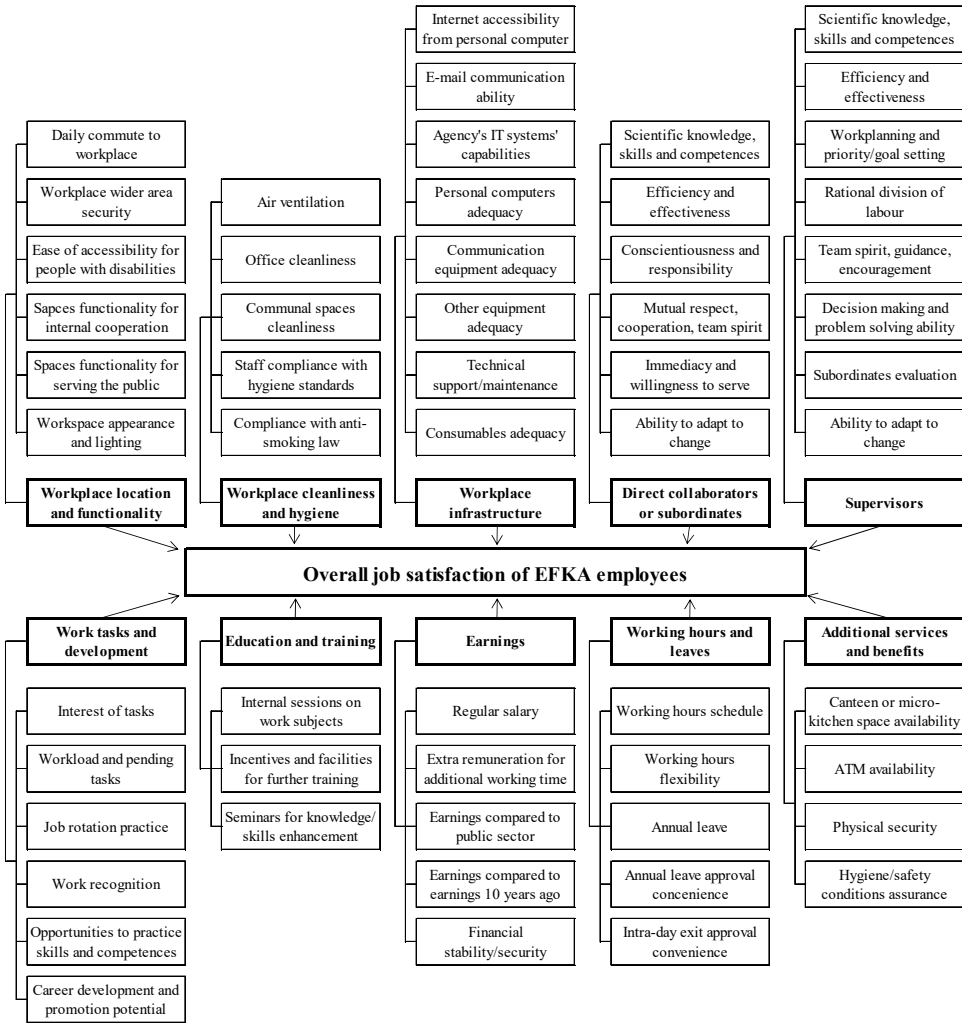 Internet accessibility
from personal computer
E-mail communication
ability
Agency's IT systems'
capabilities
Personal computers
adequacy
Communication
equipment adequacy
Other equipment
adequacy
Technical
support/maintenance
Consumables adequacy
Workplace
infrastructure
Scientific knowledge,
skills and competences
Efficiency and
effectiveness
Workplanning and
priority/goal setting
Rational division of
labour
Team spirit, guidance,
encouragement
Decision making and
problem solving ability
Subordinates evaluation
Ability to adapt to
change
Supervisors
Daily commute to
workplace
Workplace wider area
security
Ease of accessibility for
people with disabilities
Sapces functionality for
internal cooperation
Spaces functionality for
serving the public
Workspace appearance
and lighting
Workplace location
and functionality
Air ventilation
Office cleanliness
Communal spaces
cleanliness
Staff compliance with
hygiene standards
Compliance with anti-
smoking law
Workplace cleanliness
and hygiene
Scientific knowledge,
skills and competences
Efficiency and
effectiveness
Conscientiousness and
responsibility
Mutual respect,
cooperation, team spirit
Immediacy and
willingness to serve
Ability to adapt to
change
Direct collaborators
or subordinates
Overall job satisfaction of EFKA employees
Work tasks and
development
Interest of tasks
Workload and pending
tasks
Job rotation practice
Work recognition
Opportunities to practice
skills and competences
Career development and
promotion potential
Education and training
Internal sessions on
work subjects
Incentives and facilities
for further training
Seminars for knowledge/
skills enhancement
Earnings
Regular salary
Extra remuneration for
additional working time
Earnings compared to
public sector
Earnings compared to
earnings 10 years ago
Financial
stability/security
Working hours and
leaves
Working hours schedule
Working hours
flexibility
Annual leave
Annual leave approval
concenience
Intra-day exit approval
convenience
Additional services
and benefits
Canteen or micro-
kitchen space availability
ATM availability
Physical security
Hygiene/safety
conditions assurance